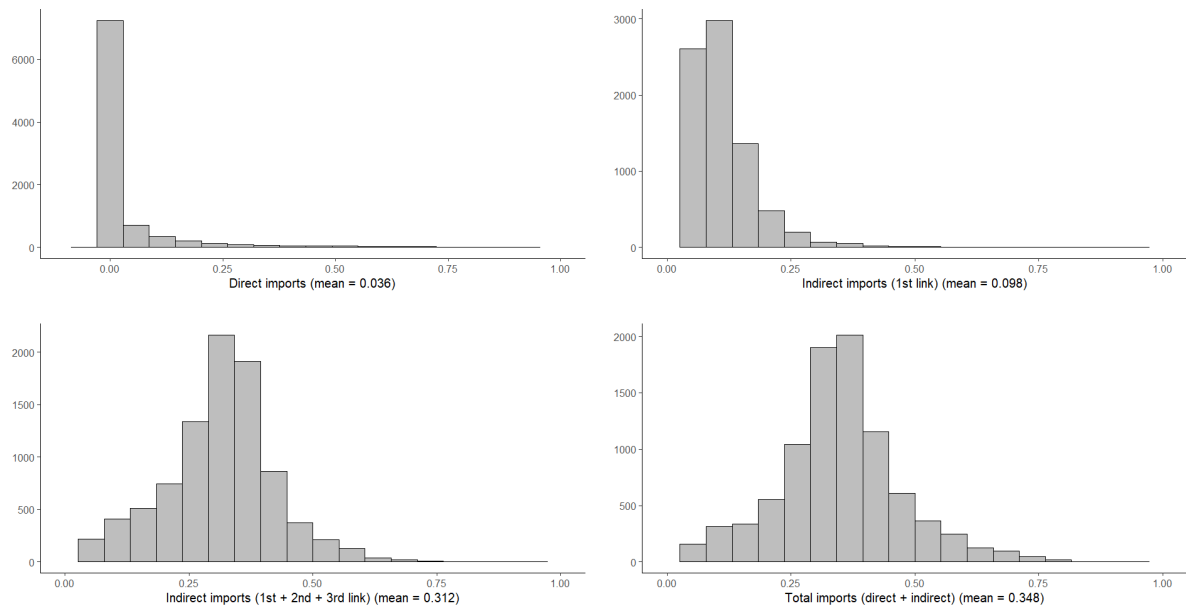 6000
4000
2000
0
0.00 0.25 0.50 0.75 1.00
Direct imports (mean = 0.036)
3000
2000
1000
0
0.00 0.25 0.50 0.75 1.00
Indirect imports (1st link) (mean = 0.098)
2000
1500
1000
500
0
0.00 0.25 0.50 0.75 1.00
Indirect imports (1st + 2nd + 3rd link) (mean = 0.312)
2000
1500
1000
500
0
0.00 0.25 0.50 0.75 1.00
Total imports (direct + indirect) (mean = 0.348)